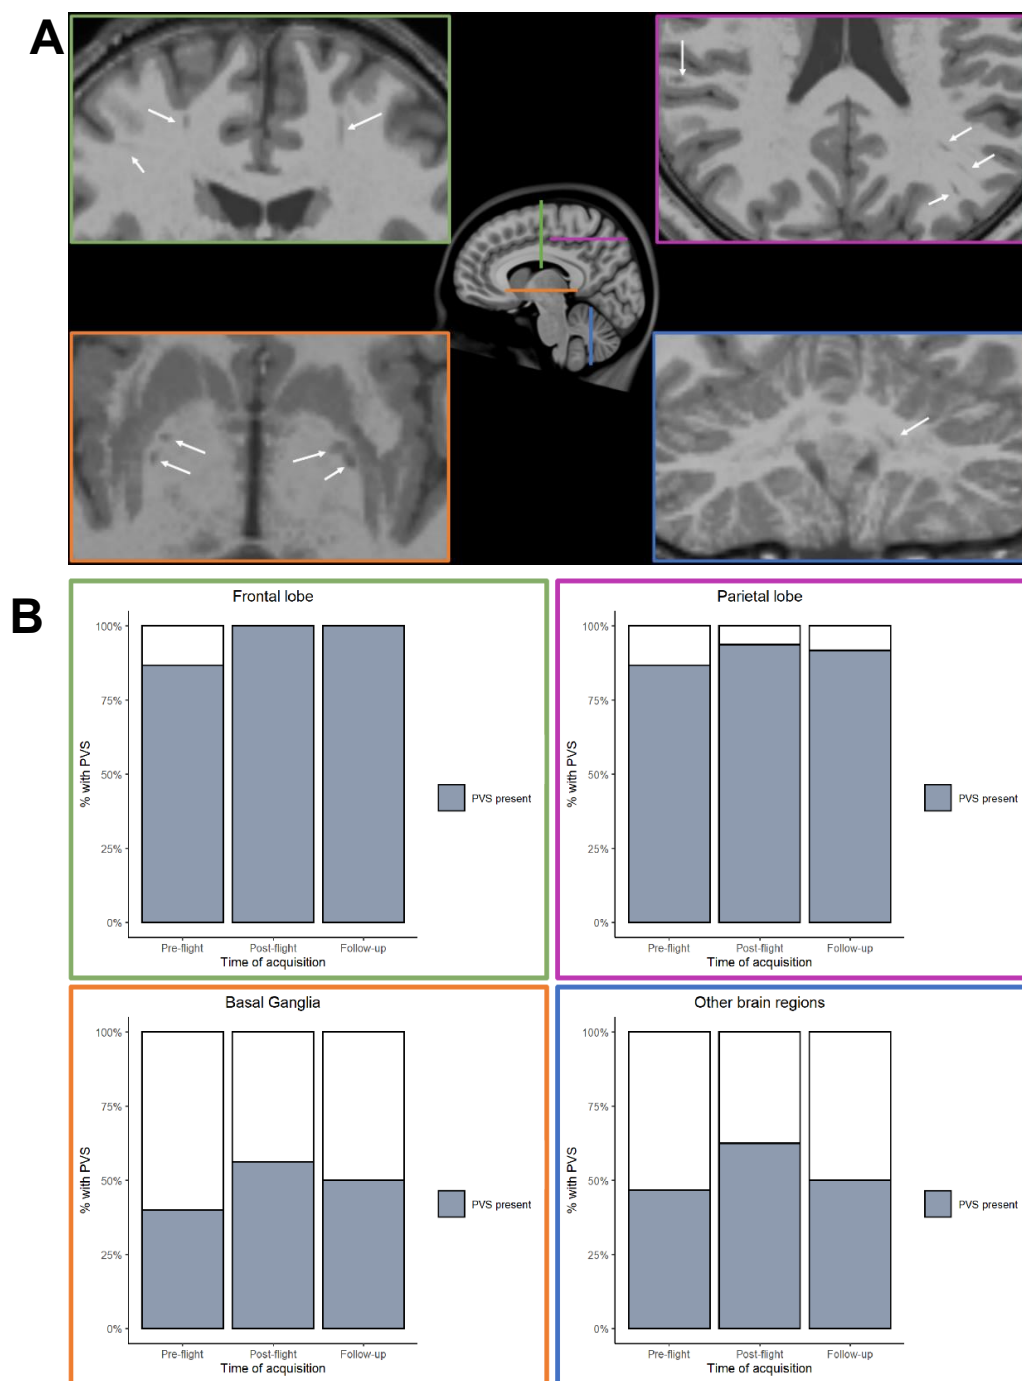 A
B
Frontal lobe
100%
75%
50%
25%
0%
% with PVS
PVS present
Pre-flight Post-flight Follow-up
Time of acquisition
Parietal lobe
100%
75%
50%
25%
0%
% with PVS
PVS present
Pre-flight Post-flight Follow-up
Time of acquisition
Basal Ganglia
100%
75%
50%
25%
0%
% with PVS
PVS present
Pre-flight Post-flight Follow-up
Time of acquisition
Other brain regions
100%
75%
50%
25%
0%
% with PVS
PVS present
Pre-flight Post-flight Follow-up
Time of acquisition